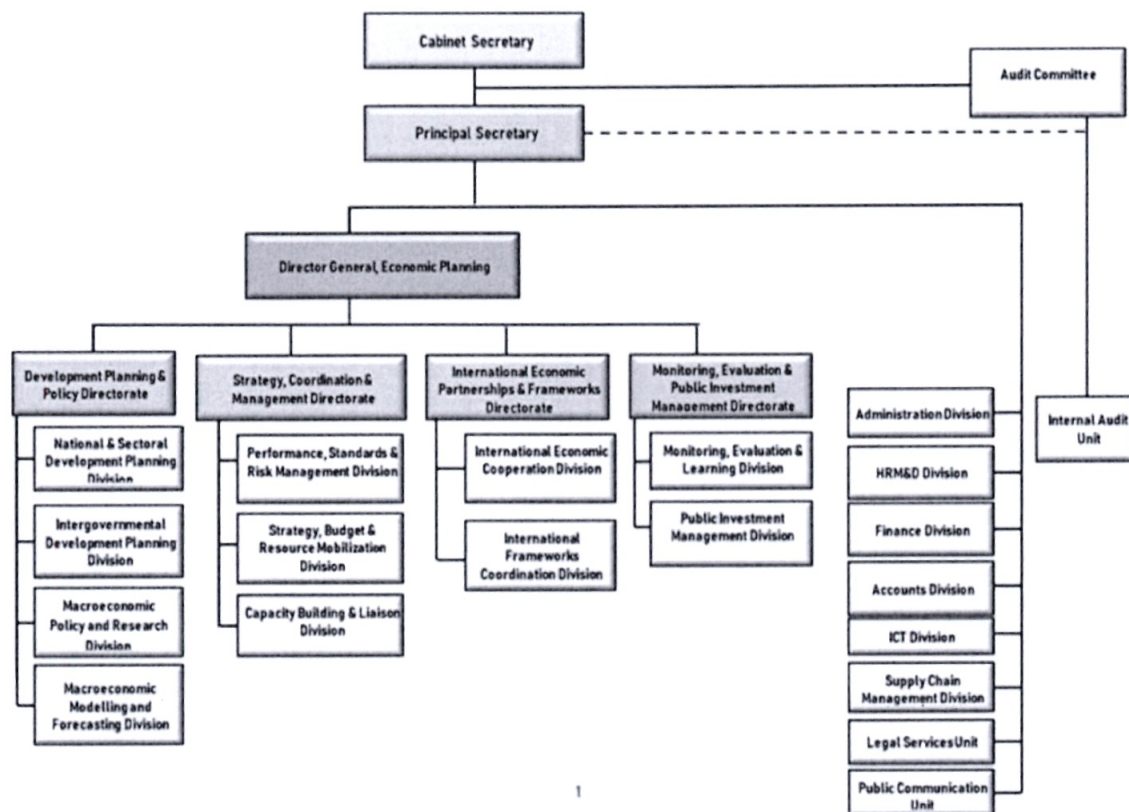 Cabinet Secretary
Audit Committee
Principal Secretary
Director General, Economic Planning
Development Planning &
Policy Directorate
National & Sectoral
Development Planning
Division
Intergovernmental
Development Planning
Division
Macroeconomic
Policy and Research
Division
Macroeconomic
Modelling and
Forecasting Division
Strategy, Coordination &
Management Directorate
Performance, Standards &
Risk Management Division
Strategy, Budget &
Resource Mobilization
Division
Capacity Building & Liaison
Division
International Economic
Partnerships & Frameworks
Directorate
International Economic
Cooperation Division
International
Frameworks
Coordination Division
Monitoring, Evaluation &
Public Investment
Management Directorate
Monitoring, Evaluation &
Learning Division
Public Investment
Management Division
Administration Division
HRM&D Division
Finance Division
Accounts Division
ICT Division
Supply Chain
Management Division
Legal Services Unit
Public Communication
Unit
Internal Audit
Unit
1